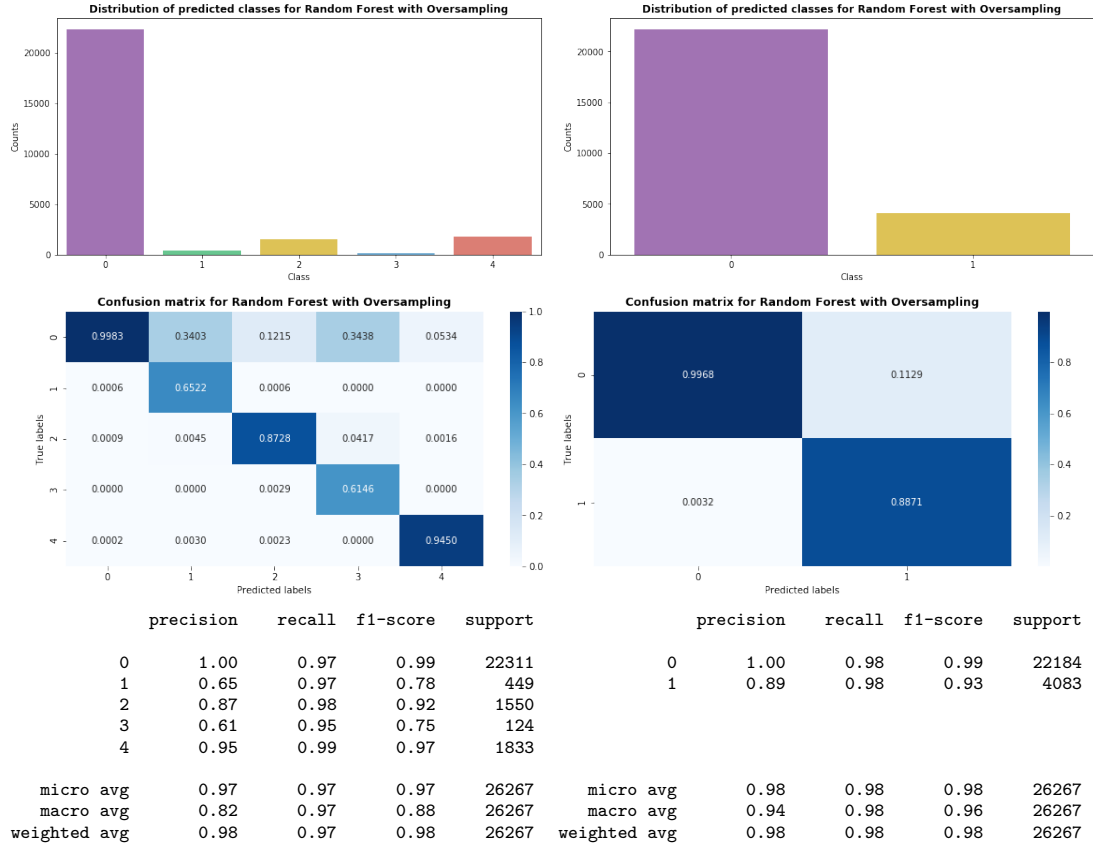 Distribution of predicted classes for Random Forest with Oversampling
20000
15000
10000
5000
0
Counts
0 1 2 3 4
Class
Distribution of predicted classes for Random Forest with Oversampling
20000
15000
10000
5000
0
Counts
0 1
Class
Confusion matrix for Random Forest with Oversampling
0 0.9983 0.3403 0.1215 0.3438 0.0534
1 0.0006 0.6522 0.0006 0.0000 0.0000
2 0.0009 0.0045 0.8728 0.0417 0.0016
3 0.0000 0.0000 0.0029 0.6146 0.0000
4 0.0002 0.0030 0.0023 0.0000 0.9450
True labels
0 1 2 3 4
Predicted labels
1.0
0.8
0.6
0.4
0.2
0.0
Confusion matrix for Random Forest with Oversampling
0 0.9968 0.1129
1 0.0032 0.8871
True labels
0 1
Predicted labels
0.8
0.6
0.4
0.2
precision recall f1-score support
0 1.00 0.97 0.99 22311
1 0.65 0.97 0.78 449
2 0.87 0.98 0.92 1550
3 0.61 0.95 0.75 124
4 0.95 0.99 0.97 1833
micro avg 0.97 0.97 0.97 26267
macro avg 0.82 0.97 0.88 26267
weighted avg 0.98 0.97 0.98 26267
precision recall f1-score support
0 1.00 0.98 0.99 22184
1 0.89 0.98 0.93 4083
micro avg 0.98 0.98 0.98 26267
macro avg 0.94 0.98 0.96 26267
weighted avg 0.98 0.98 0.98 26267